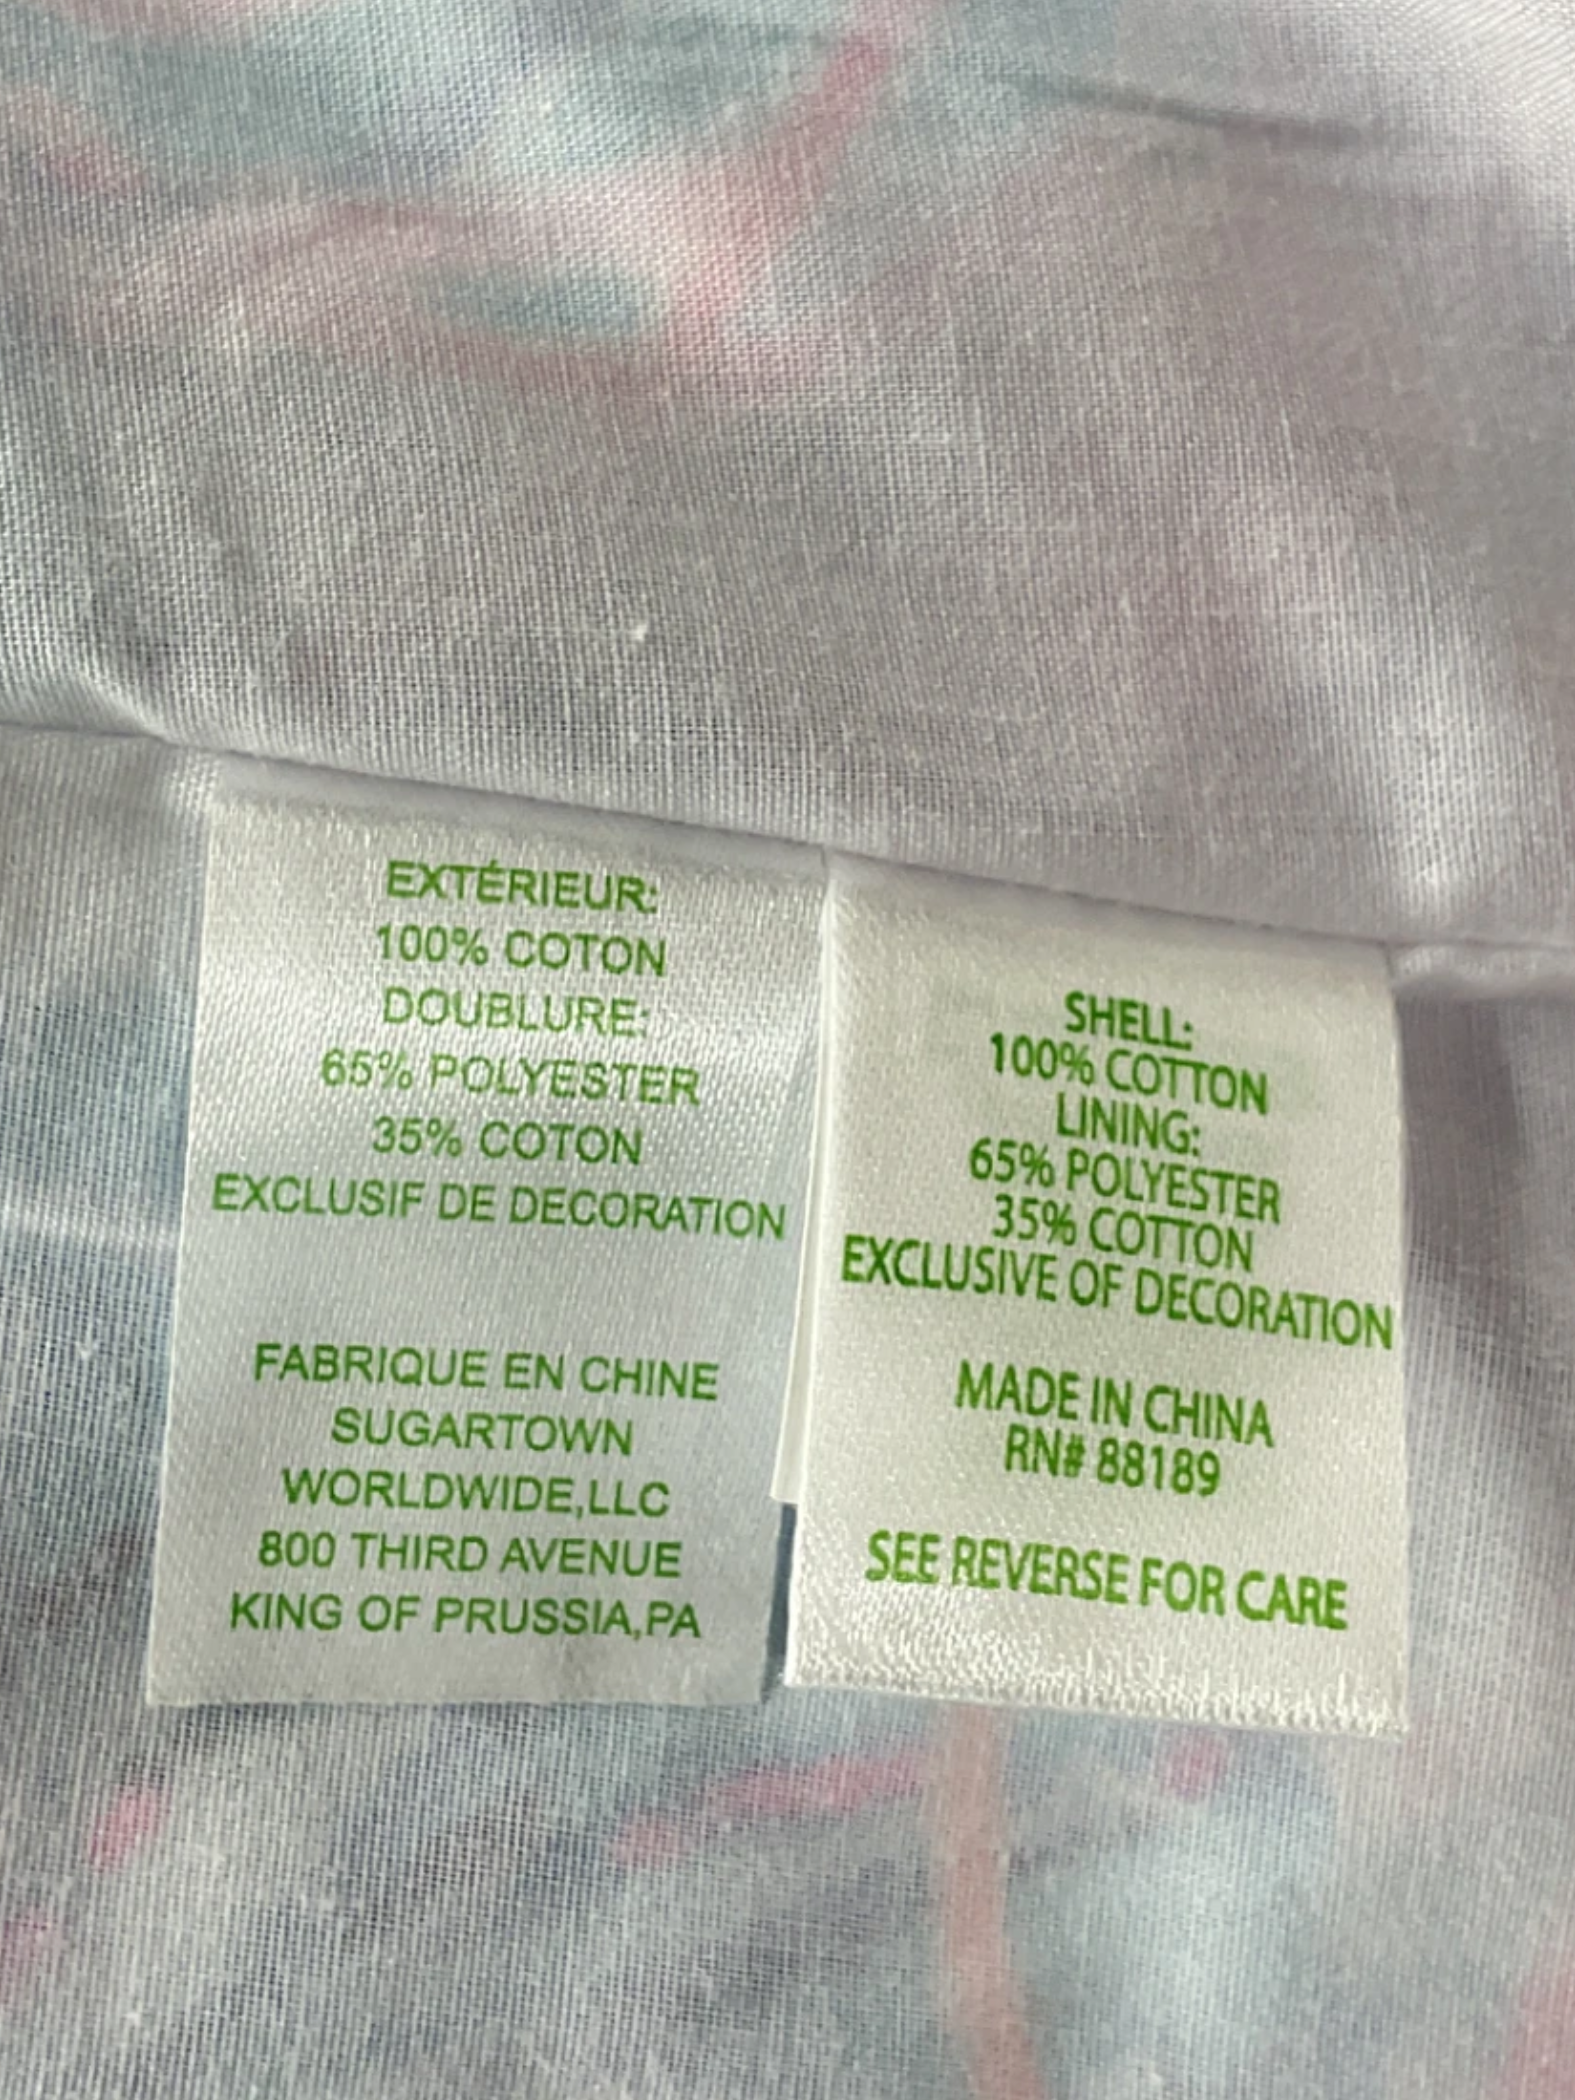 EXTÉRIEUR:
100% COTON
DOUBLURE:
65% POLYESTER
35% COTON
EXCLUSIF DE DECORATION
FABRIQUE EN CHINE
SUGARTOWN
WORLDWIDE,LLC
800 THIRD AVENUE
KING OF PRUSSIA,PA
SHELL:
100% COTTON
LINING:
65% POLYESTER
35% COTTON
EXCLUSIVE OF DECORATION
MADE IN CHINA
RN# 88189
SEE REVERSE FOR CARE